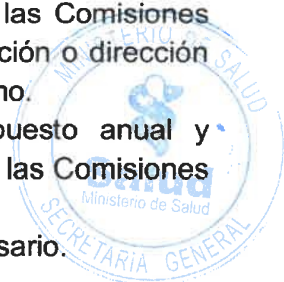 las Comisiones
ción o dirección
no.
puesto anual y
las Comisiones
sario.
MINISTERIO DE SALUD
Salud
Ministerio de Salud
SECRETARIA GENERAL